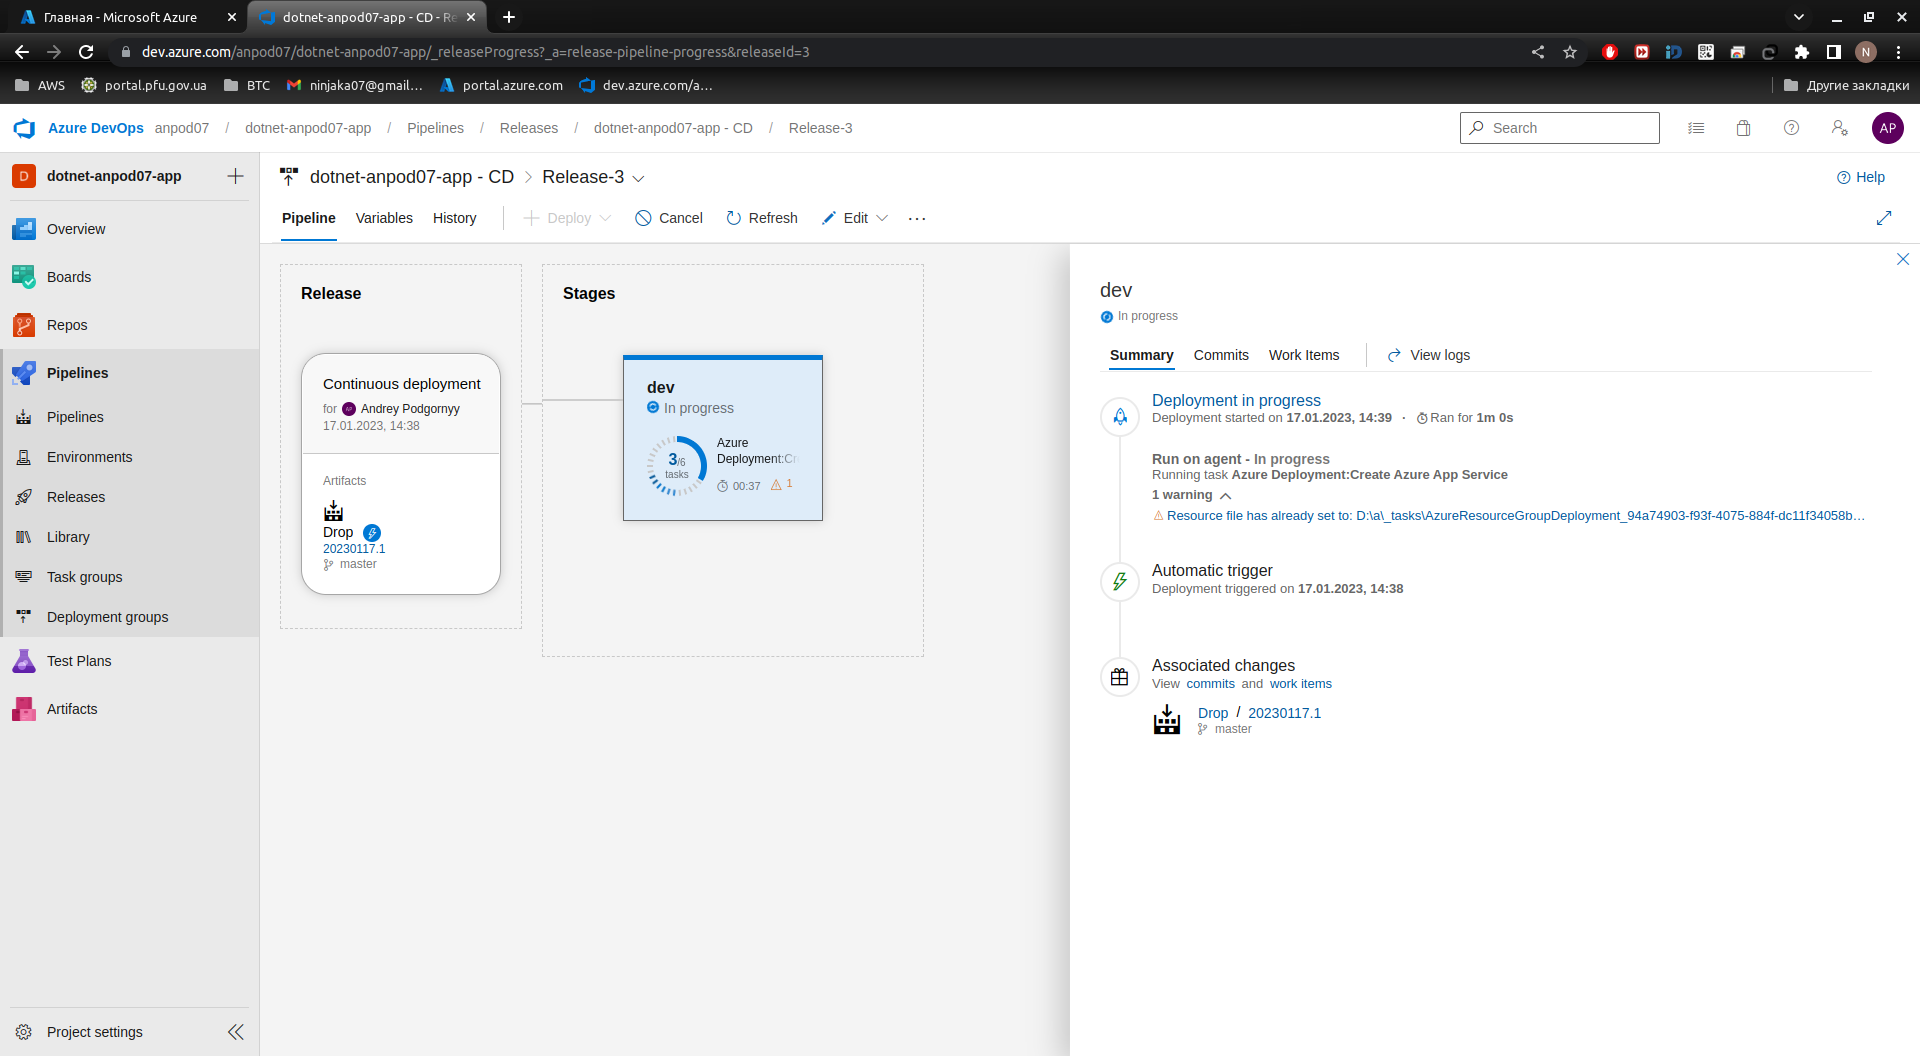 Главная - Microsoft Azure
dotnet-anpod07-app - CD - Re
dev.azure.com/anpod07/dotnet-anpod07-app/_releaseProgress?_a=release-pipeline-progress&releaseId=3
N
AWS
portal.pfu.gov.ua
BTC
ninjaka07@gmail...
portal.azure.com
dev.azure.com/a...
Другие закладки
Azure DevOps anpod07 / dotnet-anpod07-app / Pipelines / Releases / dotnet-anpod07-app - CD / Release-3
Search
AP
D dotnet-anpod07-app
Overview
Boards
Repos
Pipelines
Pipelines
Environments
Releases
Library
Task groups
Deployment groups
Test Plans
Artifacts
Project settings
dotnet-anpod07-app - CD > Release-3
Help
Pipeline Variables History Deploy Cancel Refresh Edit ...
Release
Continuous deployment
for AP Andrey Podgornyy
17.01.2023, 14:38
Artifacts
Drop
20230117.1
master
Stages
dev
In progress
3/6
tasks
Azure
Deployment:Cr
00:37 1
dev
In progress
Summary Commits Work Items View logs
Deployment in progress
Deployment started on 17.01.2023, 14:39 · Ran for 1m 0s
Run on agent - In progress
Running task Azure Deployment:Create Azure App Service
1 warning
Resource file has already set to: D:\a\_tasks\AzureResourceGroupDeployment_94a74903-f93f-4075-884f-dc11f34058b...
Automatic trigger
Deployment triggered on 17.01.2023, 14:38
Associated changes
View commits and work items
Drop / 20230117.1
master